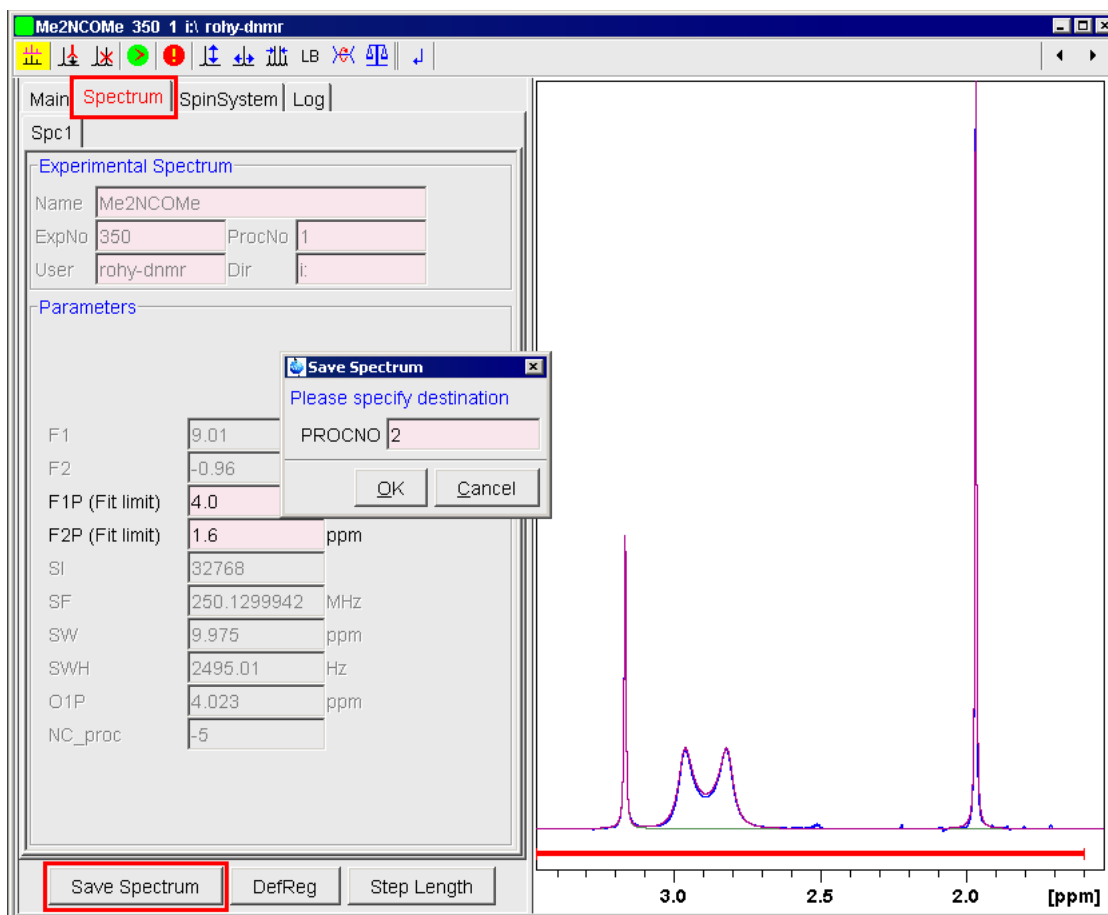 Me2NCOMe 350 1 i:\ rohy-dnmr
LB
Main Spectrum SpinSystem Log
Spc1
Experimental Spectrum
Name Me2NCOMe
ExpNo 350 ProcNo 1
User rohy-dnmr Dir i:
Parameters
Save Spectrum
Please specify destination
PROCNO 2
OK Cancel
F1 9.01
F2 -0.96
F1P (Fit limit) 4.0
F2P (Fit limit) 1.6 ppm
SI 32768
SF 250.1299942 MHz
SW 9.975 ppm
SWH 2495.01 Hz
O1P 4.023 ppm
NC_proc -5
Save Spectrum DefReg Step Length
3.0 2.5 2.0 [ppm]